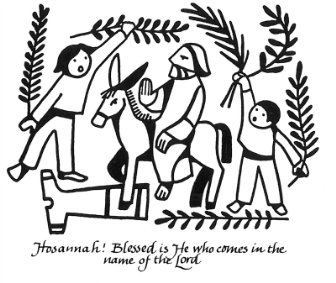 Hosannah! Blessed is He who comes in the
name of the Lord